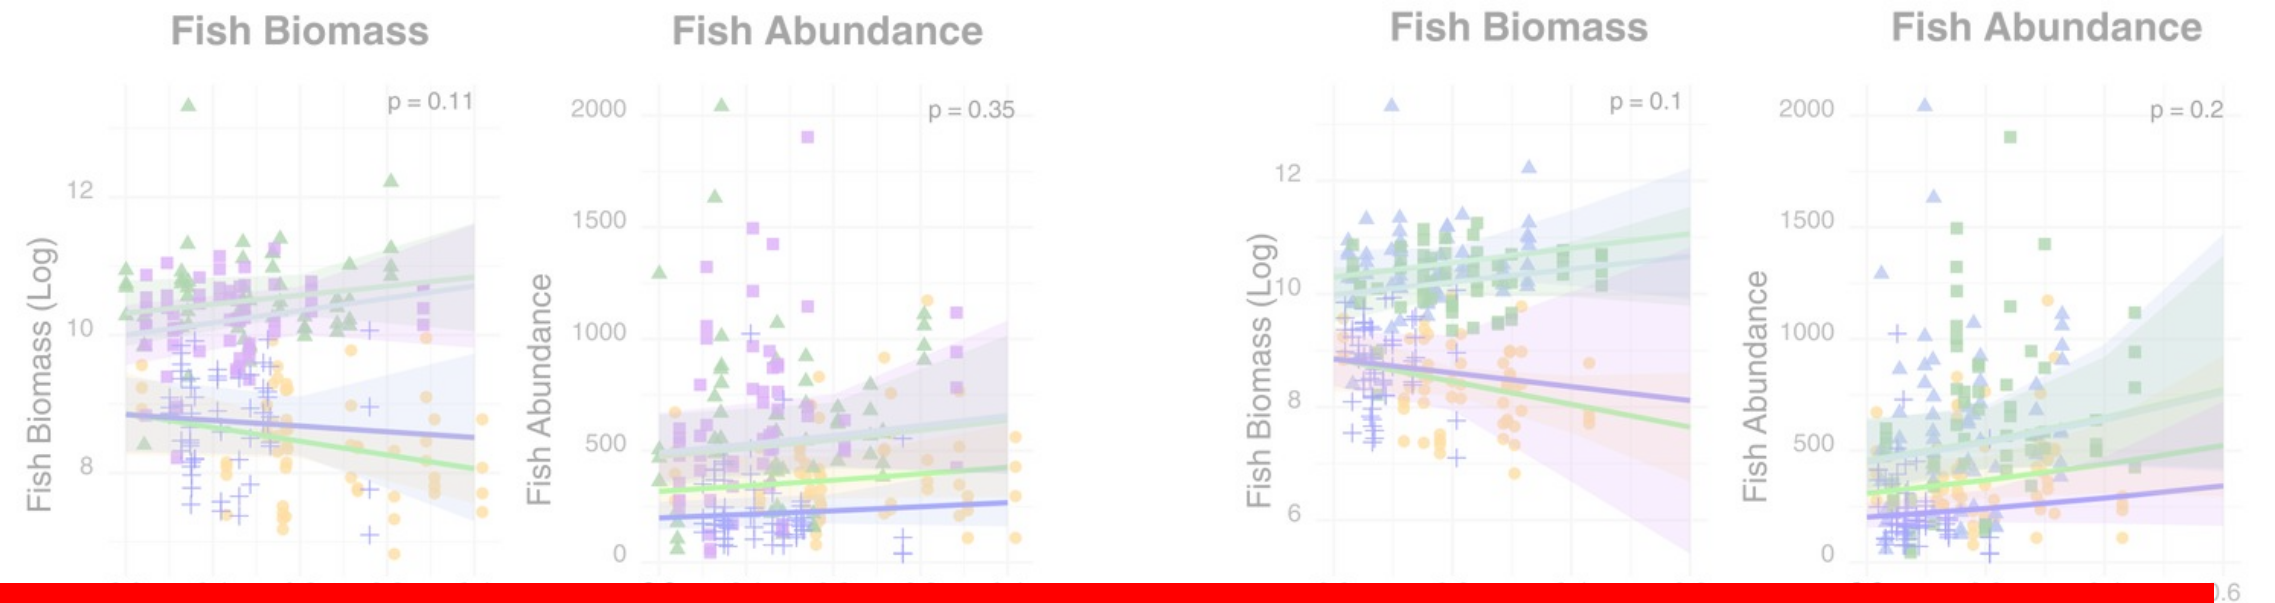 Fish Biomass
Fish Abundance
Fish Biomass
Fish Abundance
p = 0.11
p = 0.35
p = 0.1
p = 0.2
Fish Biomass (Log)
12
10
8
Fish Abundance
2000
1500
1000
500
0
Fish Biomass (Log)
12
10
8
6
Fish Abundance
2000
1500
1000
500
0